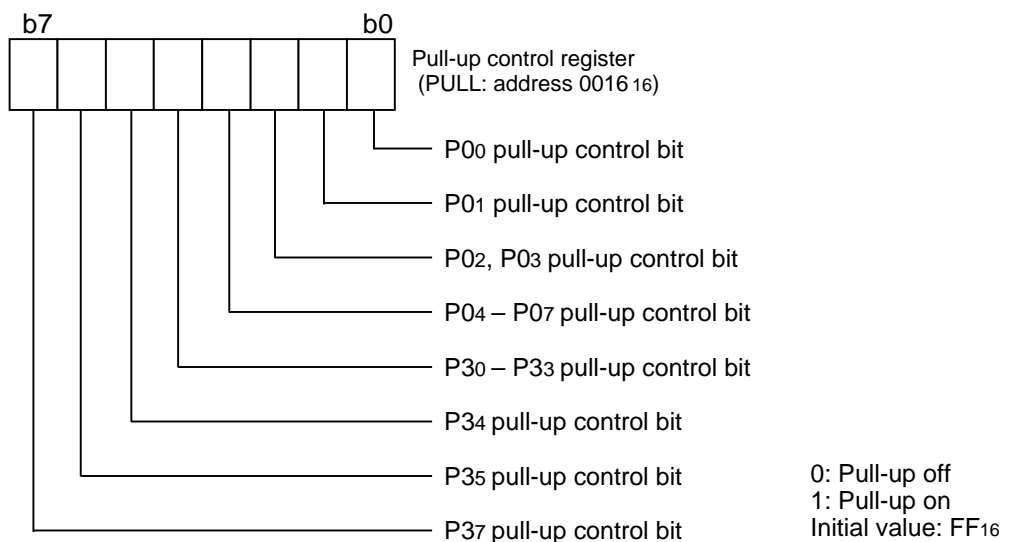 b7 b0
Pull-up control register
(PULL: address 0016 16)
P00 pull-up control bit
P01 pull-up control bit
P02, P03 pull-up control bit
P04 – P07 pull-up control bit
P30 – P33 pull-up control bit
P34 pull-up control bit
P35 pull-up control bit
P37 pull-up control bit
0: Pull-up off
1: Pull-up on
Initial value: FF16